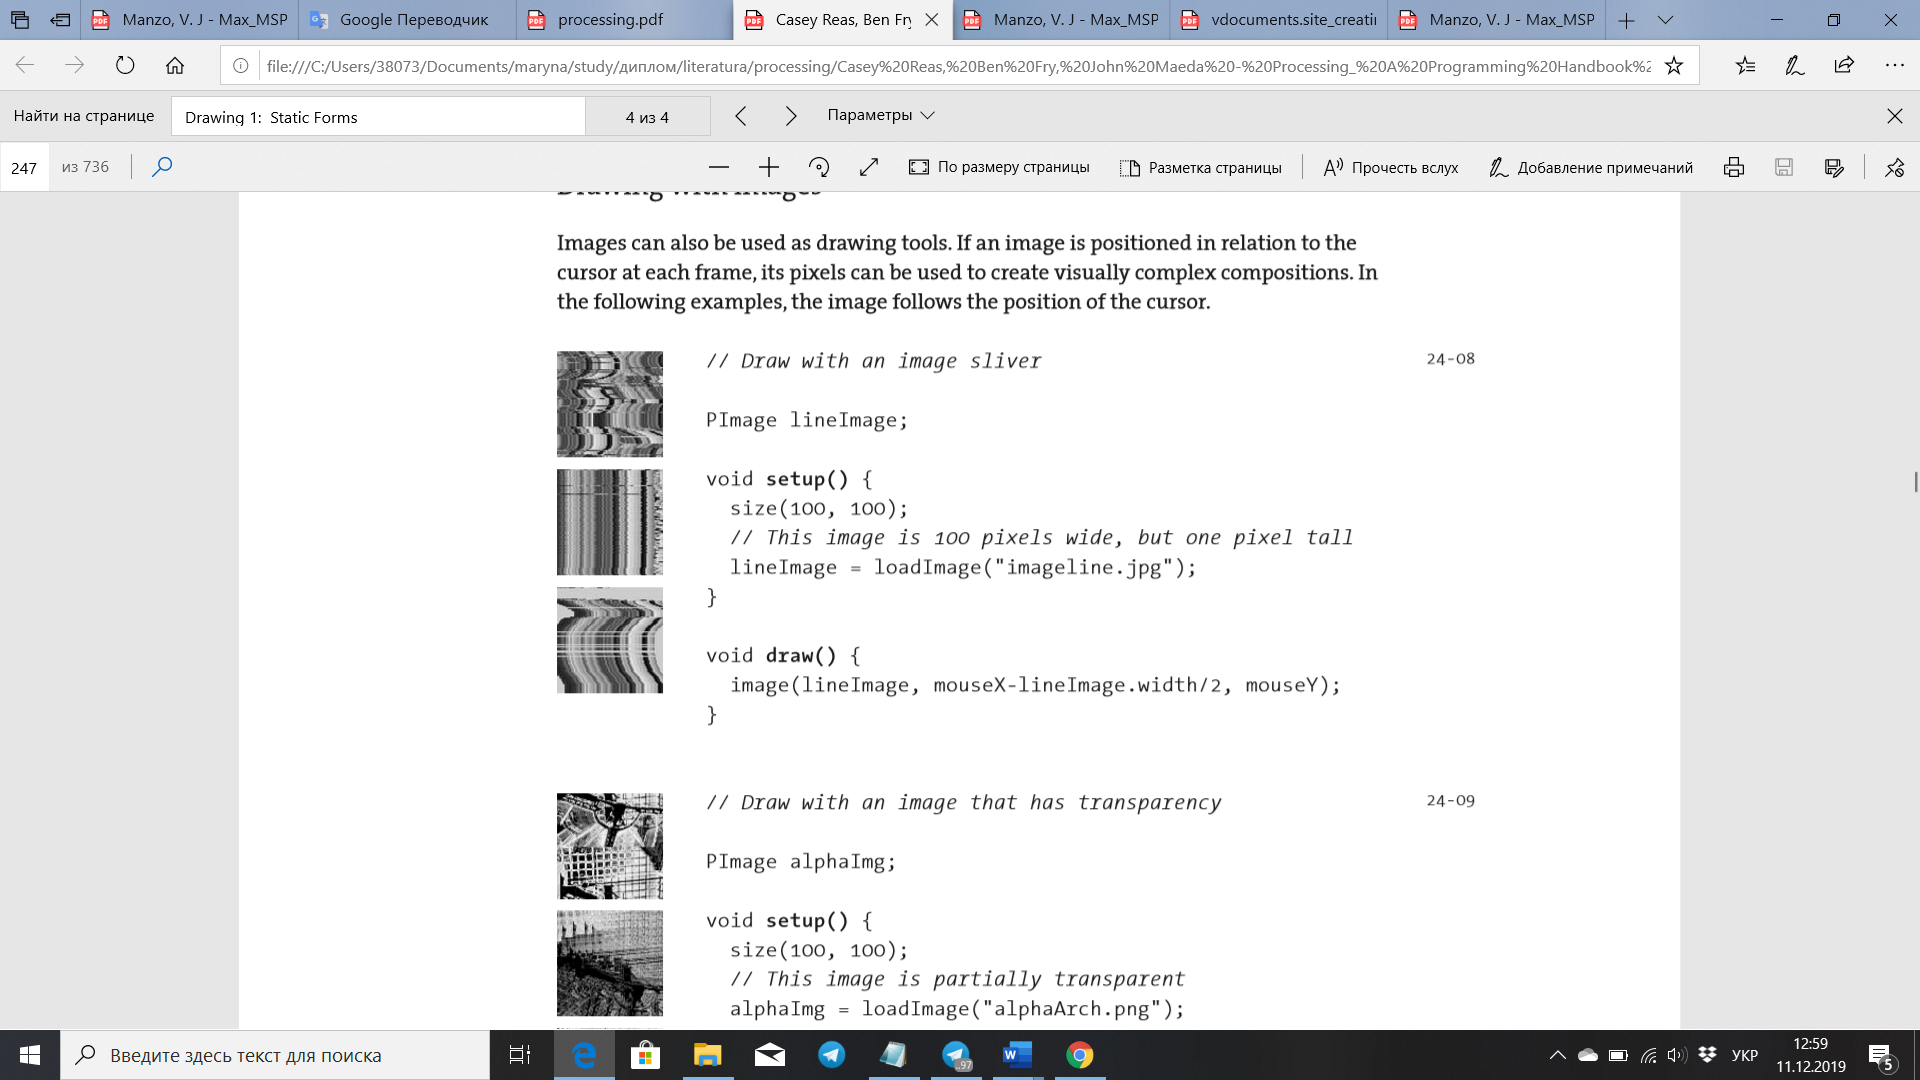 Manzo, V. J - Max_MSP
Google Переводчик
processing.pdf
Casey Reas, Ben Fry
Manzo, V. J - Max_MSP
vdocuments.site_creatin
Manzo, V. J - Max_MSP
file:///C:/Users/38073/Documents/maryna/study/диплом/literatura/processing/Casey%20Reas,%20Ben%20Fry,%20John%20Maeda%20-%20Processing_%20A%20Programming%20Handbook%2
Найти на странице
Drawing 1:  Static Forms
4 из 4
Параметры
247
из 736
По размеру страницы
Разметка страницы
Прочесть вслух
Добавление примечаний
Drawing with Images
Images can also be used as drawing tools. If an image is positioned in relation to the
cursor at each frame, its pixels can be used to create visually complex compositions. In
the following examples, the image follows the position of the cursor.
// Draw with an image sliver
24-08
PImage lineImage;
void setup() {
size(100, 100);
// This image is 100 pixels wide, but one pixel tall
lineImage = loadImage("imageline.jpg");
}
void draw() {
image(lineImage, mouseX-lineImage.width/2, mouseY);
}
// Draw with an image that has transparency
24-09
PImage alphaImg;
void setup() {
size(100, 100);
// This image is partially transparent
alphaImg = loadImage("alphaArch.png");
Введите здесь текст для поиска
97
УКР
12:59
11.12.2019
5